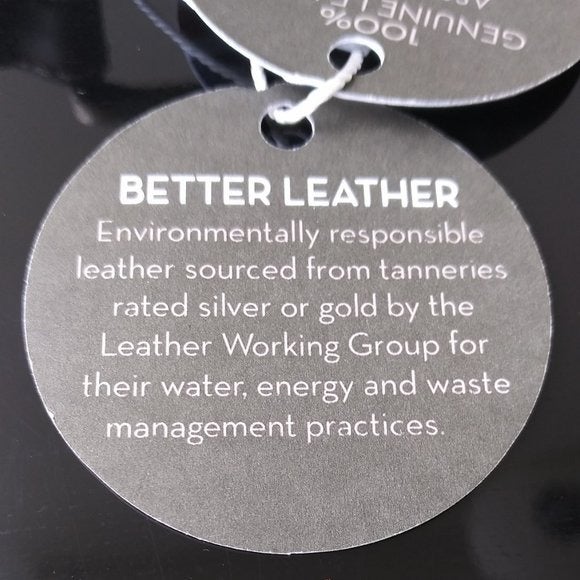 100%
GENUINE LE
BETTER LEATHER
Environmentally responsible
leather sourced from tanneries
rated silver or gold by the
Leather Working Group for
their water, energy and waste
management practices.